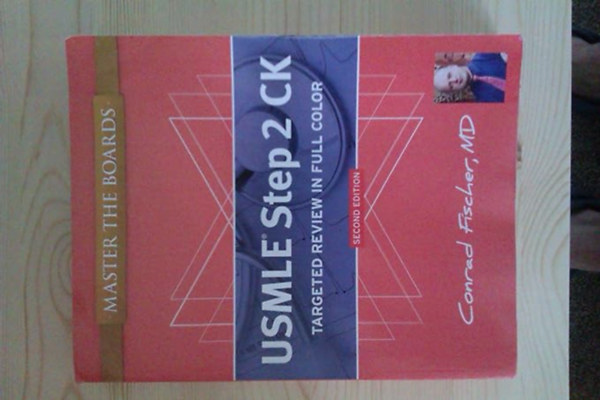 MASTER THE BOARDS
USMLE® Step 2 CK
TARGETED REVIEW IN FULL COLOR
SECOND EDITION
Conrad Fischer, MD